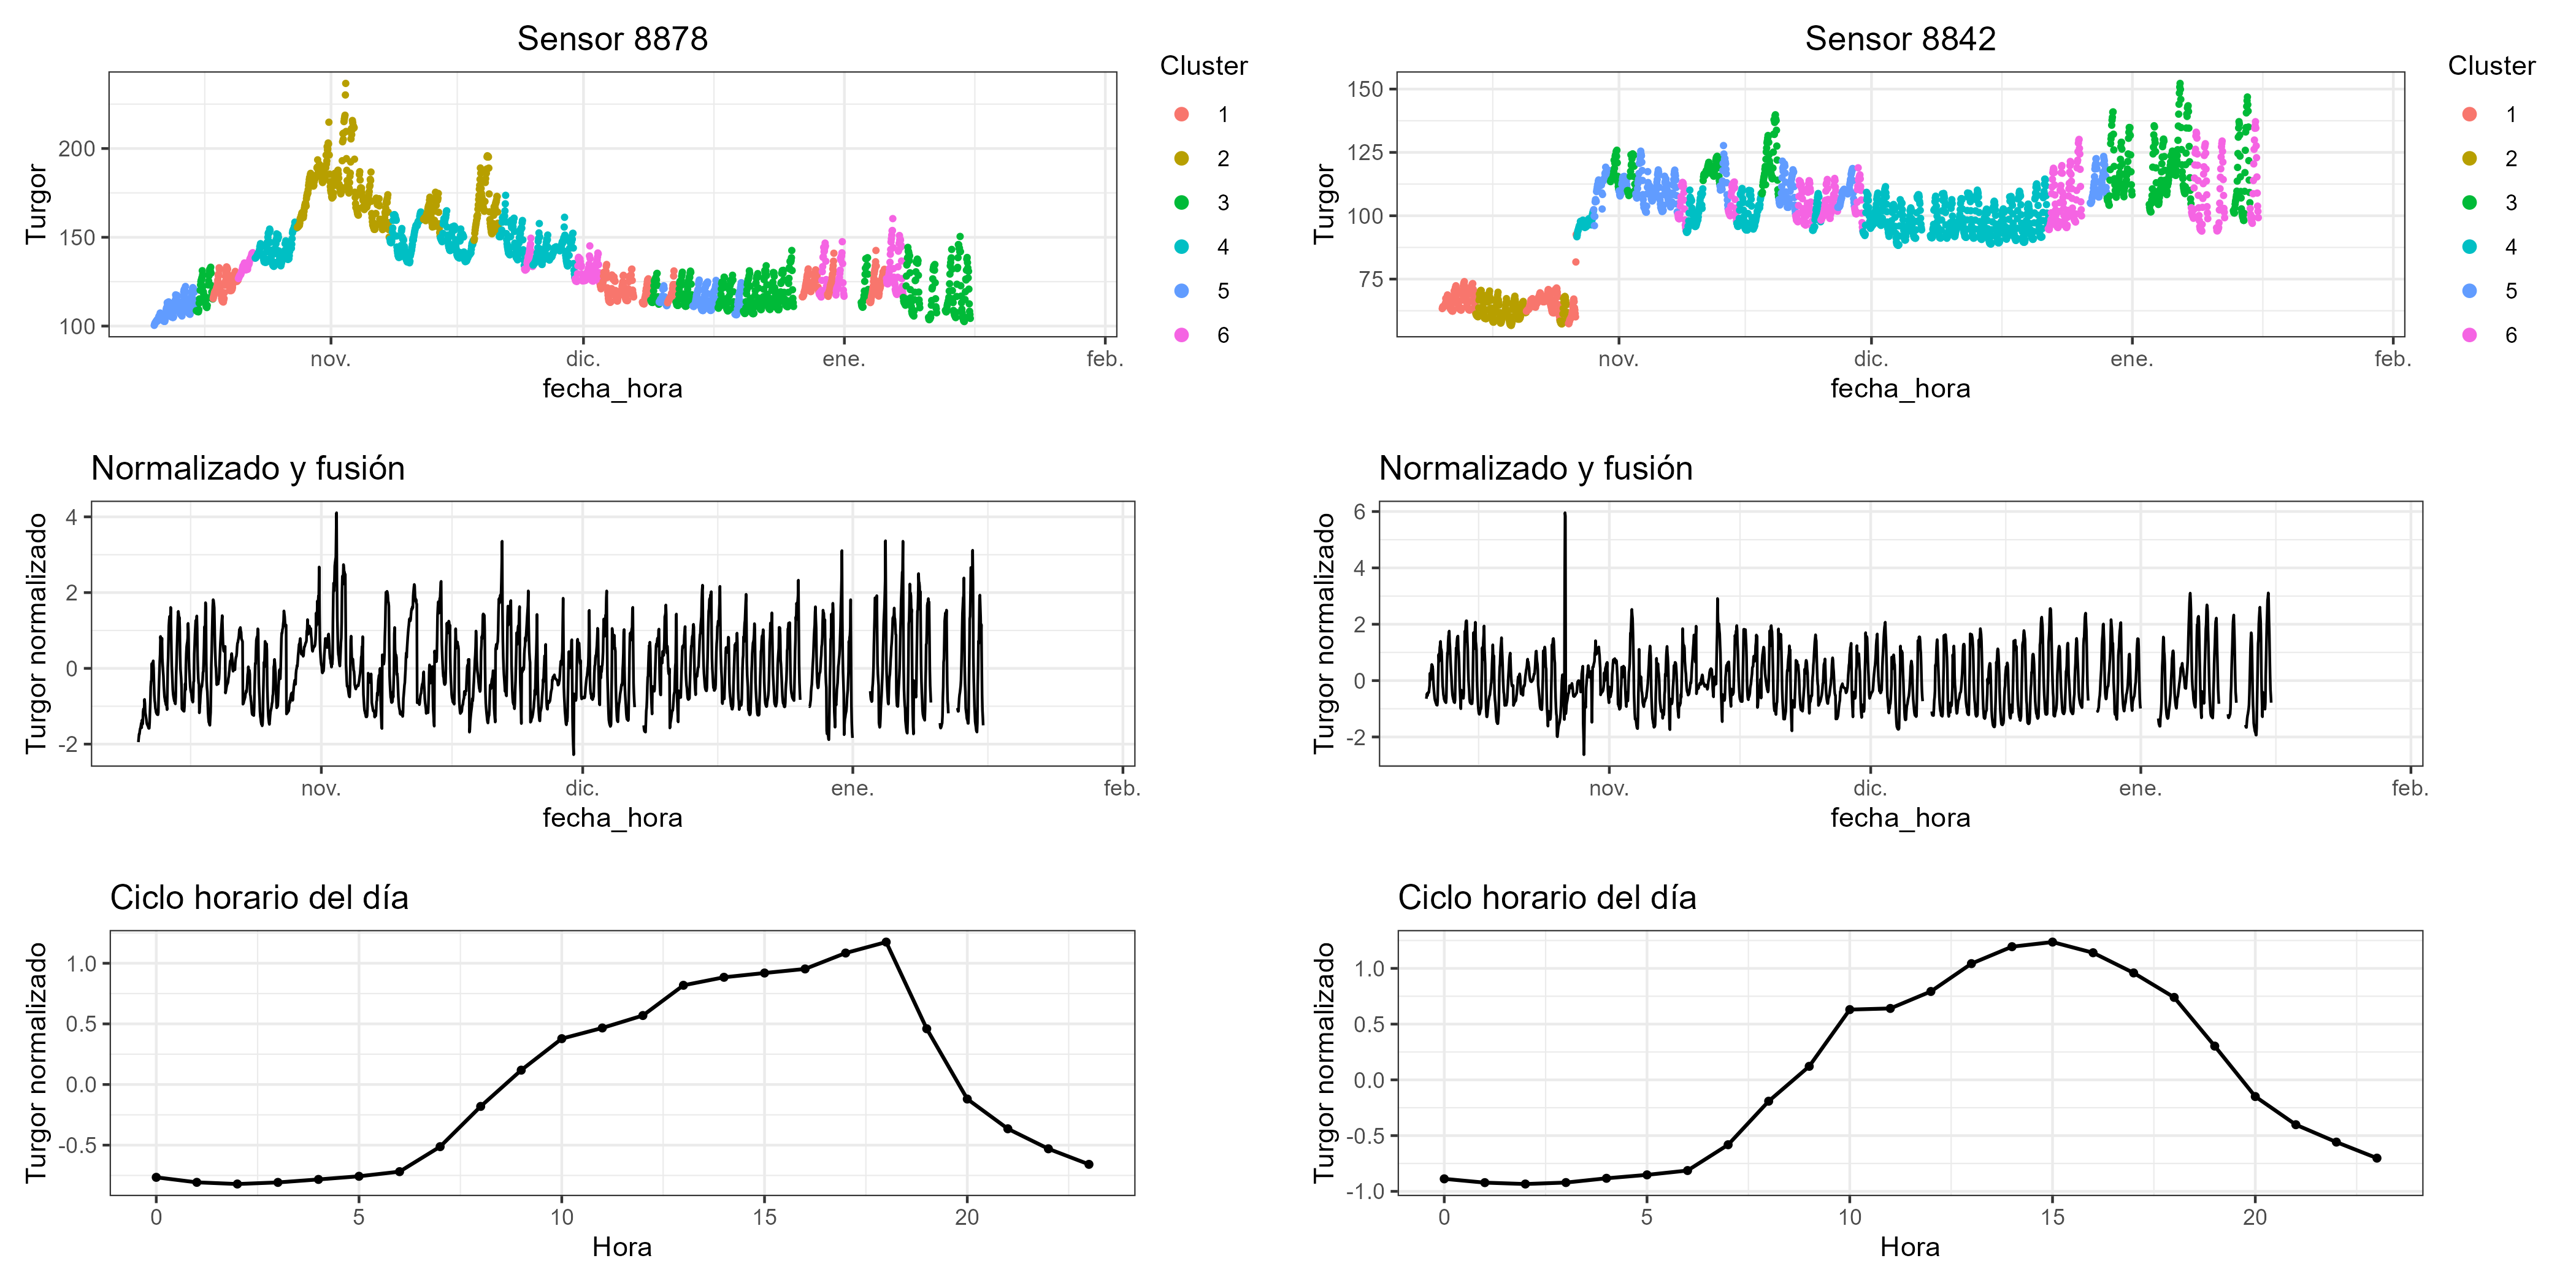 Sensor 8878
Turgor
200
150
100
nov.
dic.
ene.
feb.
fecha_hora
Cluster
1
2
3
4
5
6
Sensor 8842
Turgor
150
125
100
75
nov.
dic.
ene.
feb.
fecha_hora
Cluster
1
2
3
4
5
6
Normalizado y fusión
Turgor normalizado
4
2
0
-2
nov.
dic.
ene.
feb.
fecha_hora
Normalizado y fusión
Turgor normalizado
6
4
2
0
-2
nov.
dic.
ene.
feb.
fecha_hora
Ciclo horario del día
Turgor normalizado
1.0
0.5
0.0
-0.5
0
5
10
15
20
Hora
Ciclo horario del día
Turgor normalizado
1.0
0.5
0.0
-0.5
-1.0
0
5
10
15
20
Hora